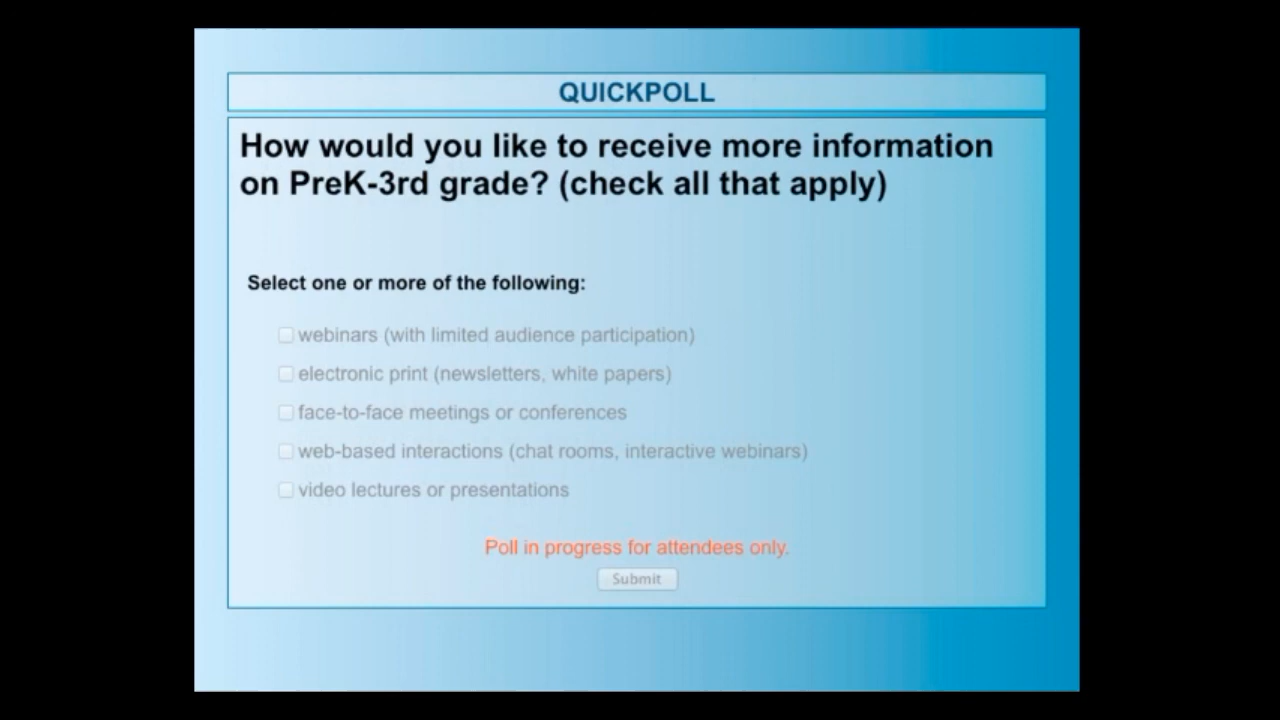 QUICKPOLL
How would you like to receive more information
on PreK-3rd grade? (check all that apply)
Select one or more of the following:
webinars (with limited audience participation)
electronic print (newsletters, white papers)
face-to-face meetings or conferences
web-based interactions (chat rooms, interactive webinars)
video lectures or presentations
Poll in progress for attendees only.
Submit